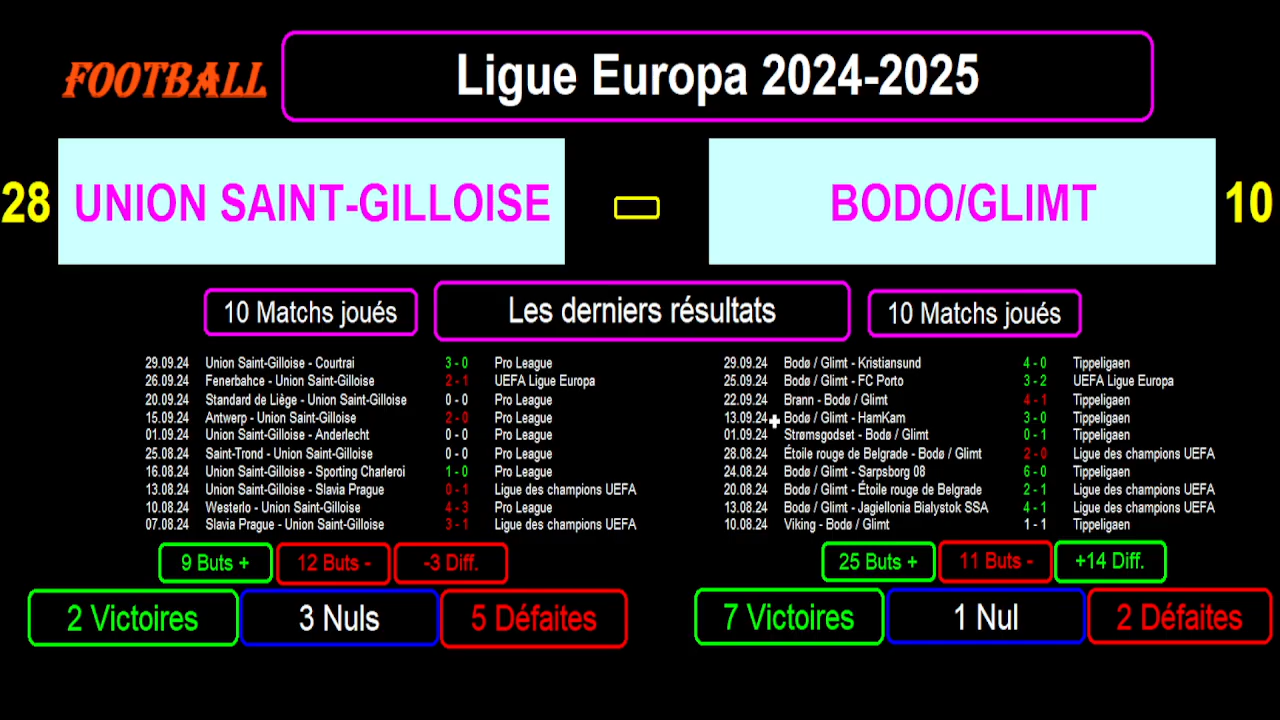 FOOTBALL
Ligue Europa 2024-2025
28 UNION SAINT-GILLOISE - BODO/GLIMT 10
10 Matchs joués
Les derniers résultats
10 Matchs joués
29.09.24 Union Saint-Gilloise - Courtrai 3 - 0 Pro League
26.09.24 Fenerbahce - Union Saint-Gilloise 2 - 1 UEFA Ligue Europa
20.09.24 Standard de Liège - Union Saint-Gilloise 0 - 0 Pro League
15.09.24 Antwerp - Union Saint-Gilloise 2 - 0 Pro League
01.09.24 Union Saint-Gilloise - Anderlecht 0 - 0 Pro League
25.08.24 Saint-Trond - Union Saint-Gilloise 0 - 0 Pro League
16.08.24 Union Saint-Gilloise - Sporting Charleroi 1 - 0 Pro League
13.08.24 Union Saint-Gilloise - Slavia Prague 0 - 1 Ligue des champions UEFA
10.08.24 Westerlo - Union Saint-Gilloise 4 - 3 Pro League
07.08.24 Slavia Prague - Union Saint-Gilloise 3 - 1 Ligue des champions UEFA
29.09.24 Bodø / Glimt - Kristiansund 4 - 0 Tippeligaen
25.09.24 Bodø / Glimt - FC Porto 3 - 2 UEFA Ligue Europa
22.09.24 Brann - Bodø / Glimt 4 - 1 Tippeligaen
13.09.24 Bodø / Glimt - HamKam 3 - 0 Tippeligaen
01.09.24 Strømsgodset - Bodø / Glimt 0 - 1 Tippeligaen
28.08.24 Étoile rouge de Belgrade - Bodø / Glimt 2 - 0 Ligue des champions UEFA
24.08.24 Bodø / Glimt - Sarpsborg 08 6 - 0 Tippeligaen
20.08.24 Bodø / Glimt - Étoile rouge de Belgrade 2 - 1 Ligue des champions UEFA
13.08.24 Bodø / Glimt - Jagiellonia Bialystok SSA 4 - 1 Ligue des champions UEFA
10.08.24 Viking - Bodø / Glimt 1 - 1 Tippeligaen
9 Buts + 12 Buts - -3 Diff.
2 Victoires 3 Nuls 5 Défaites
25 Buts + 11 Buts - +14 Diff.
7 Victoires 1 Nul 2 Défaites